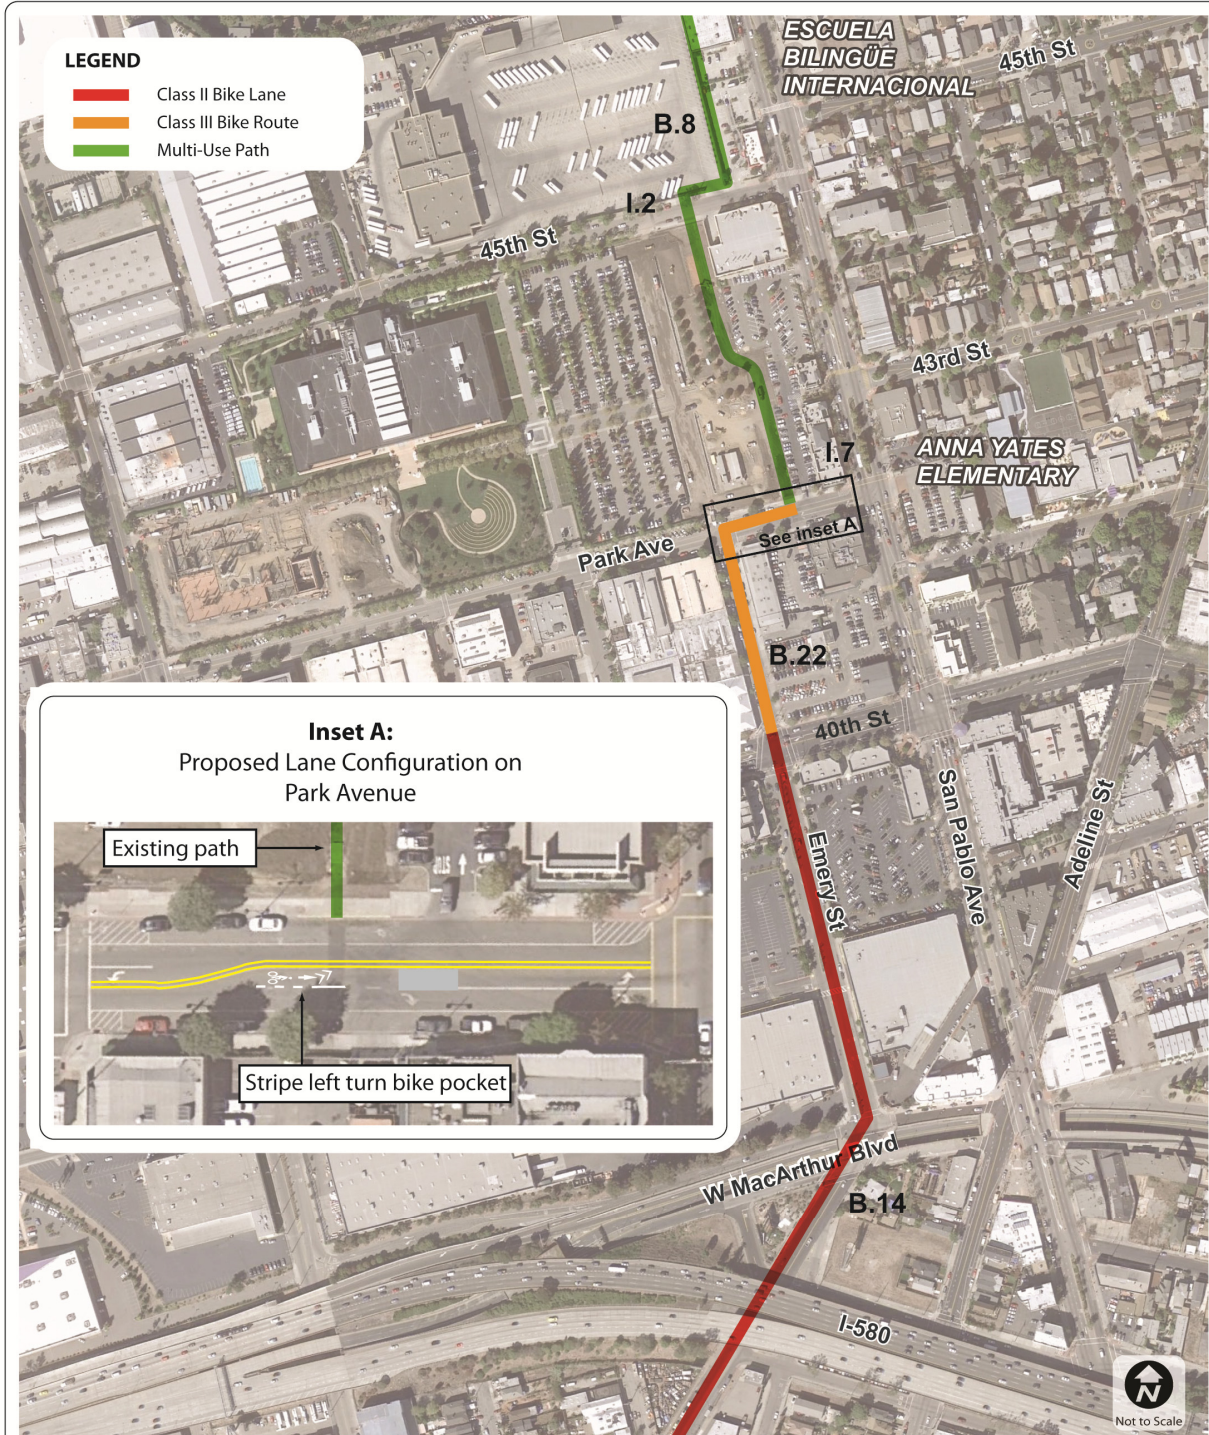 LEGEND
Class II Bike Lane
Class III Bike Route
Multi-Use Path
ESCUELA
BILINGÜE
INTERNACIONAL
45th St
B.8
I.2
45th St
43rd St
I.7
ANNA YATES
ELEMENTARY
See inset A
Park Ave
B.22
40th St
San Pablo Ave
Adeline St
Emery St
Inset A:
Proposed Lane Configuration on
Park Avenue
Existing path
Stripe left turn bike pocket
W MacArthur Blvd
B.14
I-580
N
Not to Scale